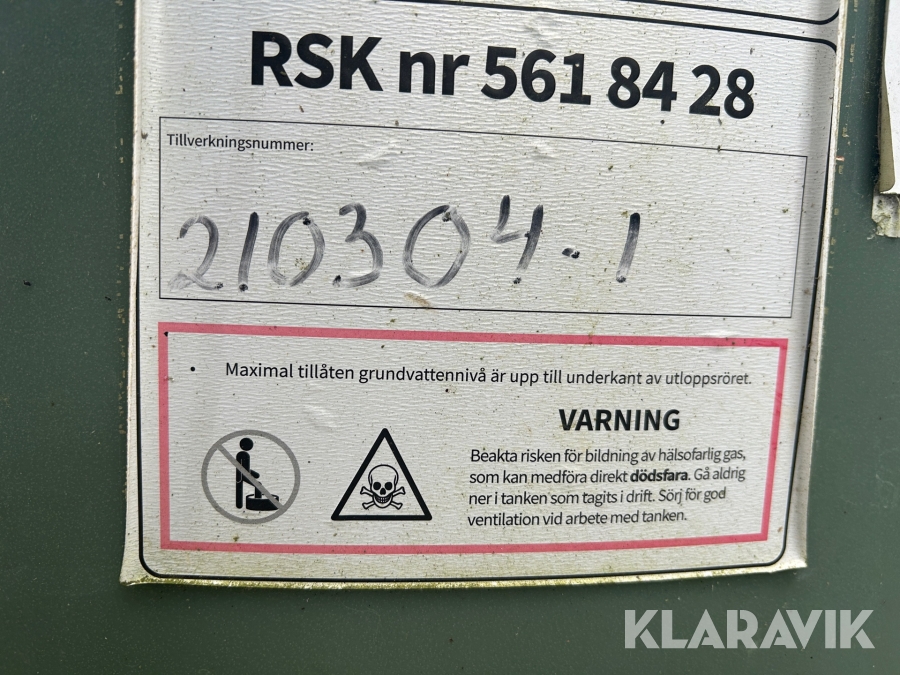 RSK nr 561 84 28
Tillverkningsnummer:
210304-1
• Maximal tillåten grundvattennivå är upp till underkant av utloppsröret.
VARNING
Beakta risken för bildning av hälsofarlig gas,
som kan medföra direkt dödsfara. Gå aldrig
ner i tanken som tagits i drift. Sörj för god
ventilation vid arbete med tanken.
KLARAVIK